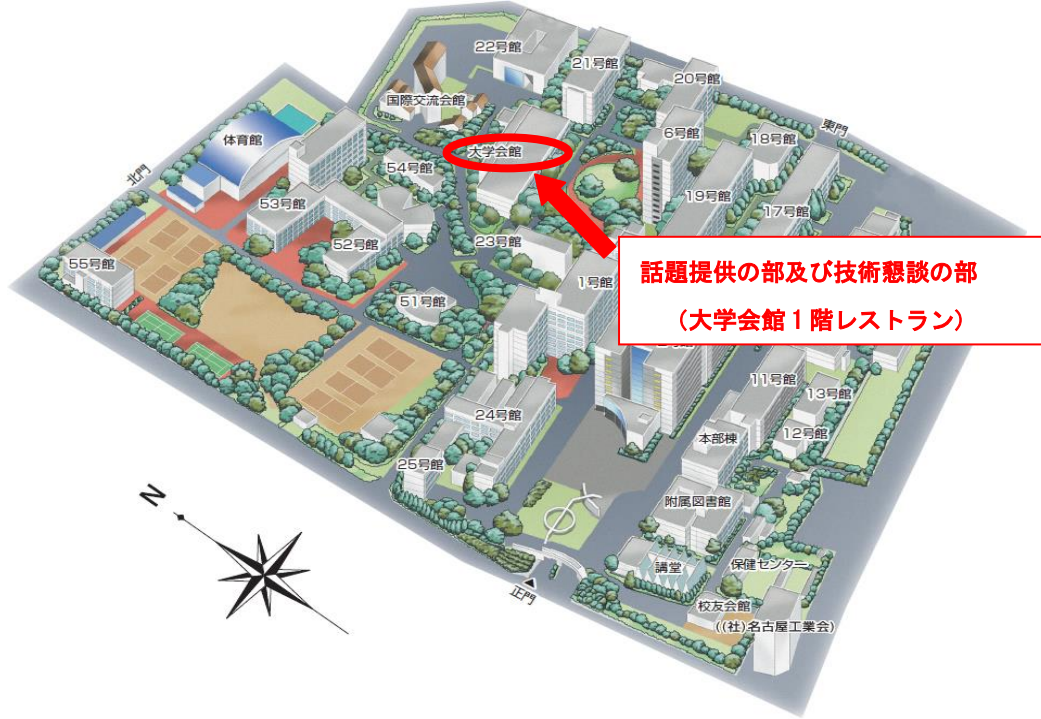 22号館
21号館
20号館
国際交流会館
6号館
18号館
東門
体育館
大学会館
54号館
北門
19号館
53号館
17号館
52号館
23号館
55号館
1号館
話題提供の部及び技術懇談の部
(大学会館1階レストラン)
51号館
11号館
13号館
24号館
本部棟
12号館
25号館
附属図書館
N
講堂
保健センター
正門
校友会館
((社)名古屋工業会)